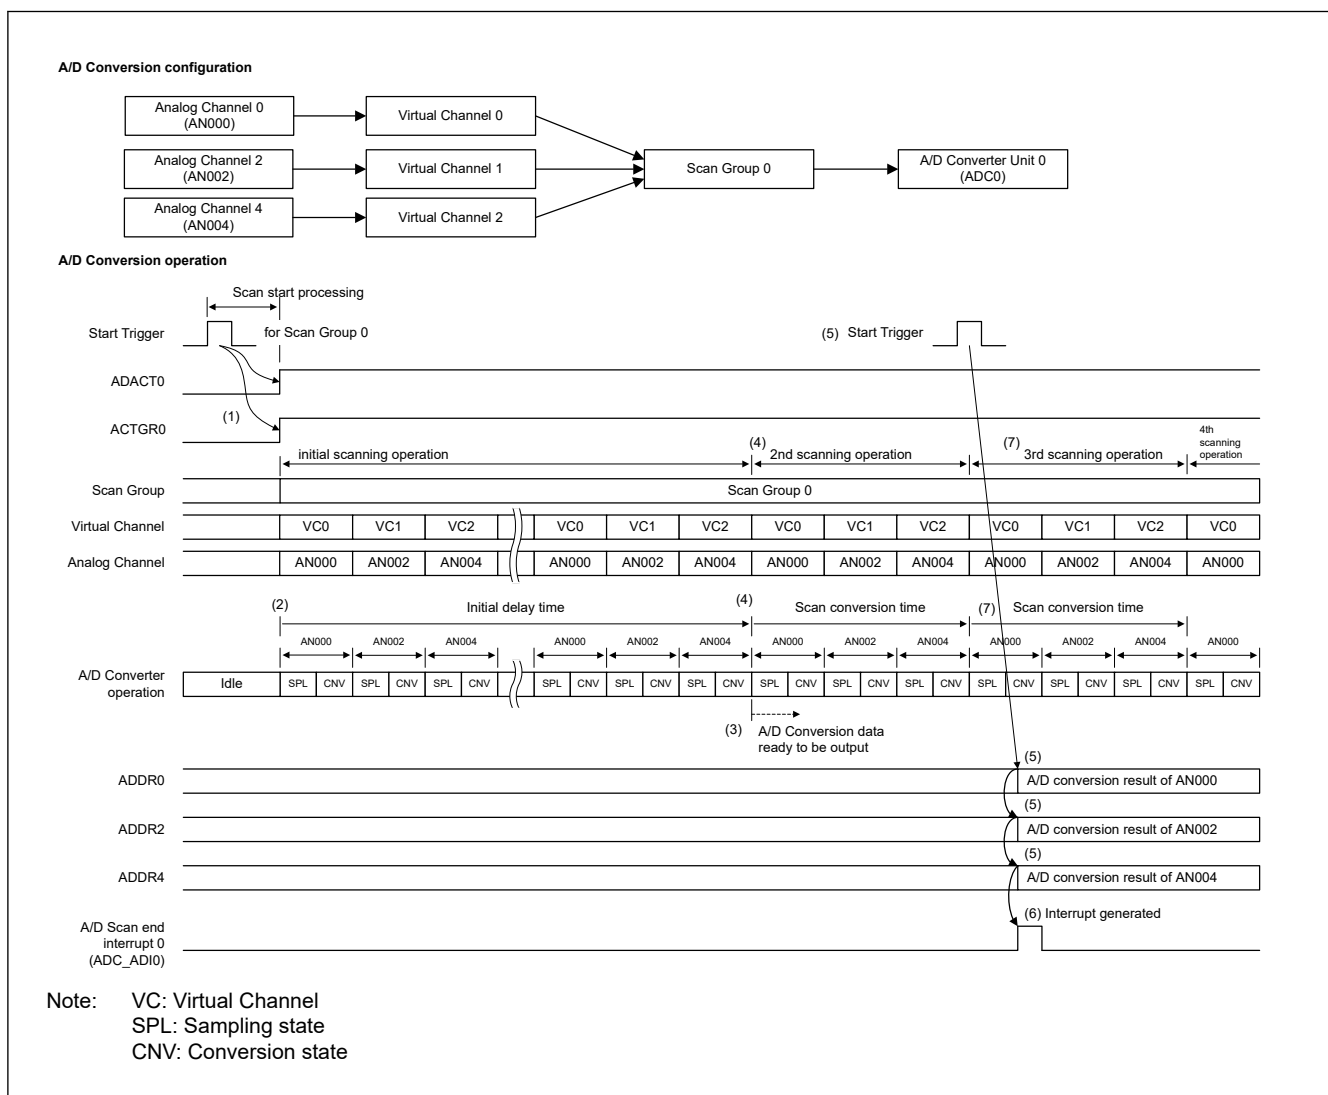 A/D Conversion configuration
Analog Channel 0
(AN000)
Virtual Channel 0
Analog Channel 2
(AN002)
Virtual Channel 1
Scan Group 0
A/D Converter Unit 0
(ADC0)
Analog Channel 4
(AN004)
Virtual Channel 2
A/D Conversion operation
Scan start processing
Start Trigger
for Scan Group 0
(5) Start Trigger
ADACT0
(1)
ACTGR0
initial scanning operation
(4)
2nd scanning operation
(7)
3rd scanning operation
4th
scanning
operation
Scan Group
Scan Group 0
Virtual Channel
VC0 VC1 VC2 VC0 VC1 VC2 VC0 VC1 VC2 VC0 VC1 VC2 VC0
Analog Channel
AN000 AN002 AN004 AN000 AN002 AN004 AN000 AN002 AN004 AN000 AN002 AN004 AN000
(2) Initial delay time (4) Scan conversion time (7) Scan conversion time
AN000 AN002 AN004 AN000 AN002 AN004 AN000 AN002 AN004 AN000 AN002 AN004 AN000
A/D Converter
operation
Idle SPL CNV SPL CNV SPL CNV SPL CNV SPL CNV SPL CNV SPL CNV SPL CNV SPL CNV SPL CNV SPL CNV SPL CNV SPL CNV
(3) A/D Conversion data
ready to be output
(5)
ADDR0
A/D conversion result of AN000
(5)
ADDR2
A/D conversion result of AN002
(5)
ADDR4
A/D conversion result of AN004
(6) Interrupt generated
A/D Scan end
interrupt 0
(ADC_ADI0)
Note: VC: Virtual Channel
SPL: Sampling state
CNV: Conversion state